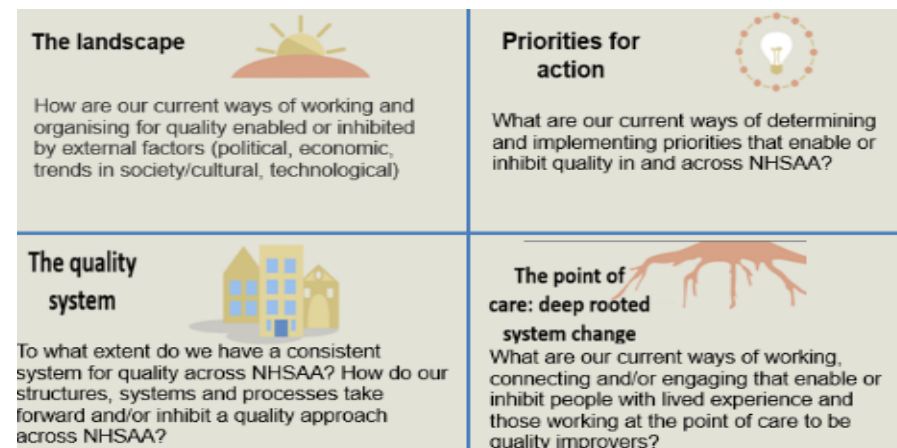 The landscape
How are our current ways of working and
organising for quality enabled or inhibited
by external factors (political, economic,
trends in society/cultural, technological)
Priorities for
action
What are our current ways of determining
and implementing priorities that enable or
inhibit quality in and across NHSAA?
The quality
system
To what extent do we have a consistent
system for quality across NHSAA? How do our
structures, systems and processes take
forward and/or inhibit a quality approach
across NHSAA?
The point of
care: deep rooted
system change
What are our current ways of working,
connecting and/or engaging that enable or
inhibit people with lived experience and
those working at the point of care to be
quality improvers?